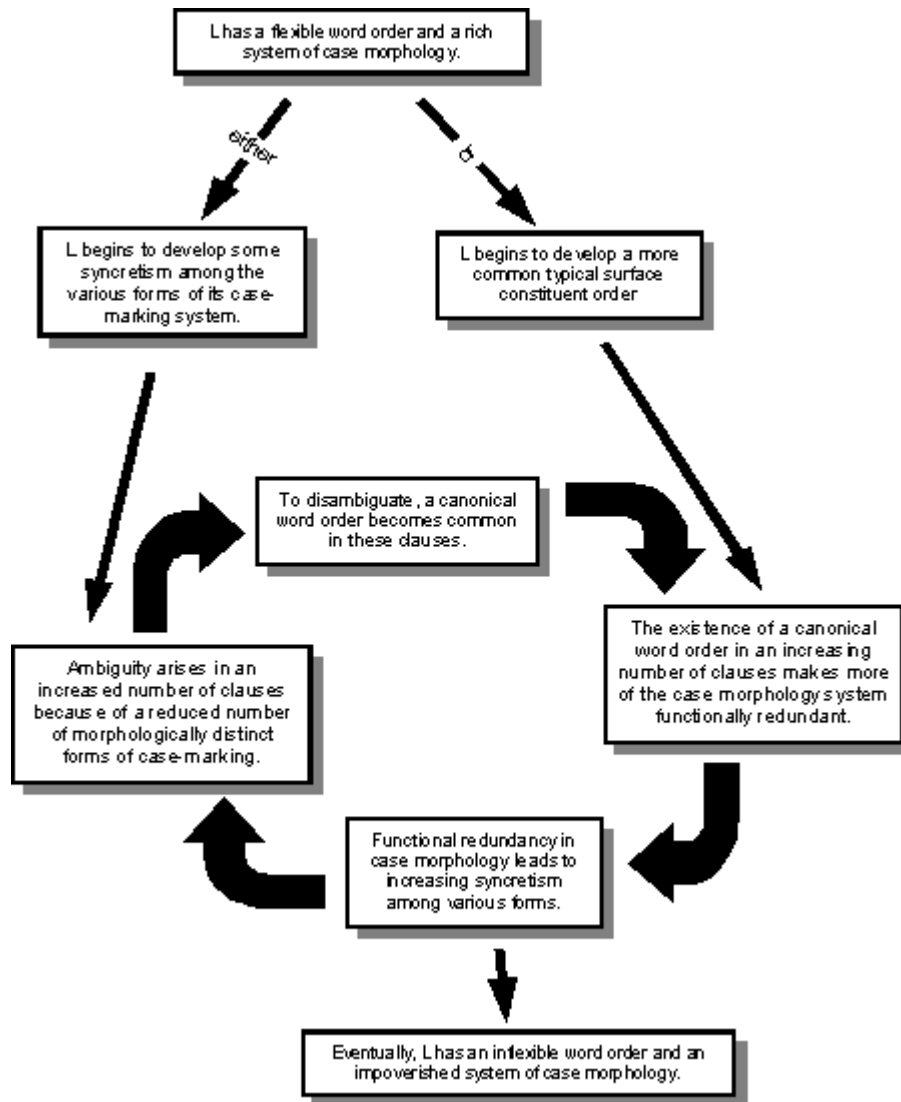 L has a flexible word order and a rich
system of case morphology.
either
or
L begins to develop some
syncretism among the
various forms of its case-
marking system.
L begins to develop a more
common typical surface
constituent order
To disambiguate, a canonical
word order becomes common
in these clauses.
The existence of a canonical
word order in an increasing
number of clauses makes more
of the case morphology system
functionally redundant.
Ambiguity arises in an
increased number of clauses
because of a reduced number
of morphologically distinct
forms of case-marking.
Functional redundancy in
case morphology leads to
increasing syncretism
among various forms.
Eventually, L has an inflexible word order and an
impoverished system of case morphology.